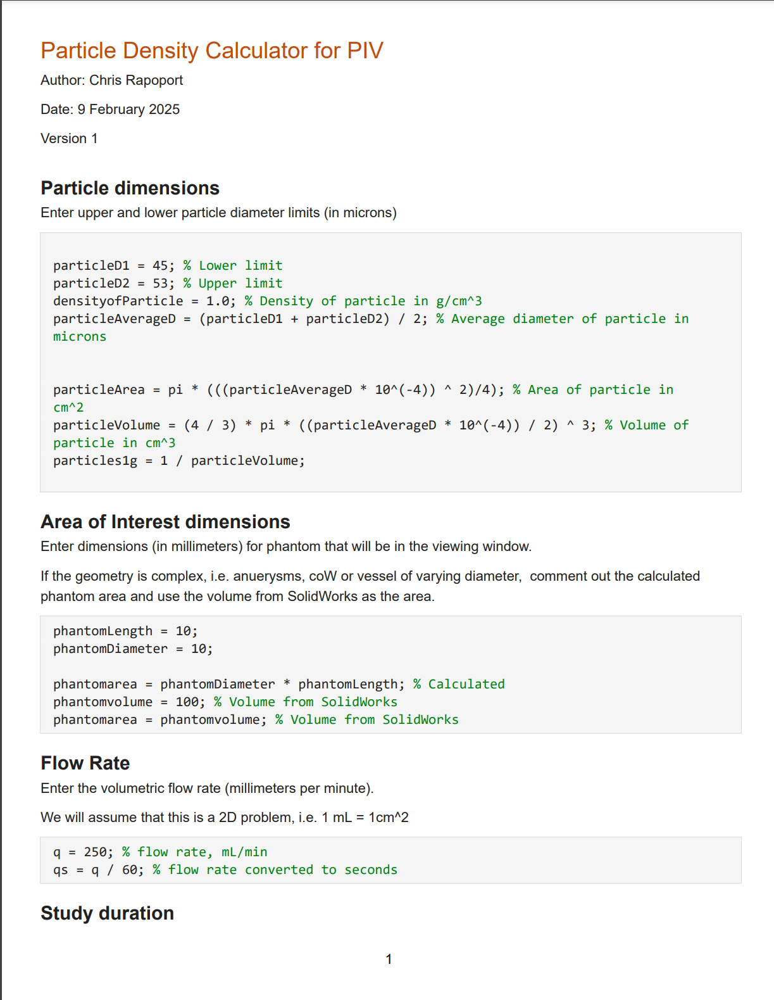 Particle Density Calculator for PIV
Author: Chris Rapoport
Date: 9 February 2025
Version 1
Particle dimensions
Enter upper and lower particle diameter limits (in microns)
particleD1 = 45; % Lower limit
particleD2 = 53; % Upper limit
densityofParticle = 1.0; % Density of particle in g/cm^3
particleAverageD = (particleD1 + particleD2) / 2; % Average diameter of particle in
microns
particleArea = pi * (((particleAverageD * 10^(-4)) ^ 2)/4); % Area of particle in
cm^2
particleVolume = (4 / 3) * pi * ((particleAverageD * 10^(-4)) / 2) ^ 3; % Volume of
particle in cm^3
particles1g = 1 / particleVolume;
Area of Interest dimensions
Enter dimensions (in millimeters) for phantom that will be in the viewing window.
If the geometry is complex, i.e. anuerysms, coW or vessel of varying diameter,  comment out the calculated
phantom area and use the volume from SolidWorks as the area.
phantomLength = 10;
phantomDiameter = 10;
phantomarea = phantomDiameter * phantomLength; % Calculated
phantomvolume = 100; % Volume from SolidWorks
phantomarea = phantomvolume; % Volume from SolidWorks
Flow Rate
Enter the volumetric flow rate (millimeters per minute).
We will assume that this is a 2D problem, i.e. 1 mL = 1cm^2
q = 250; % flow rate, mL/min
qs = q / 60; % flow rate converted to seconds
Study duration
1